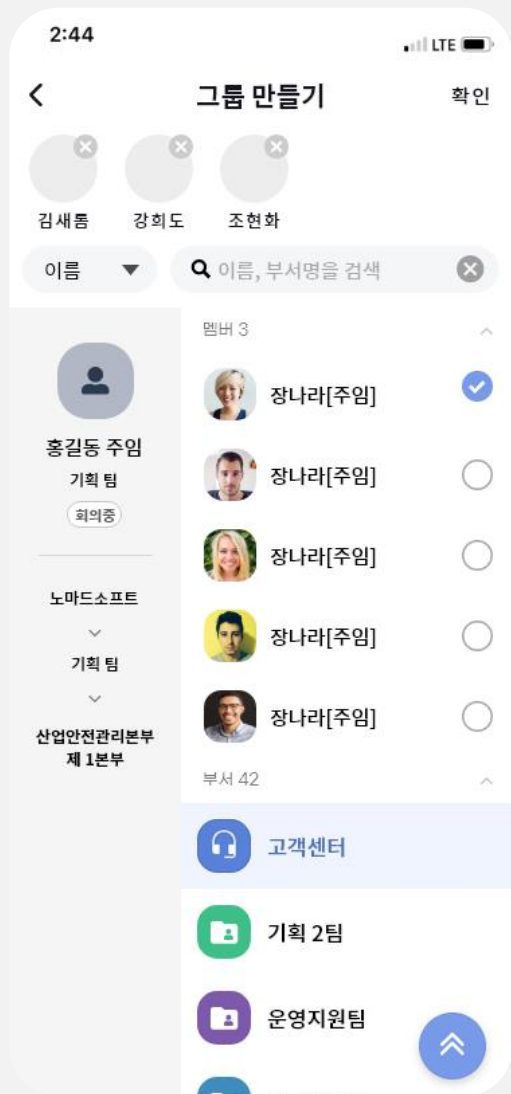 2:44
LTE
그룹 만들기
확인
김새롬
강희도
조현화
이름
이름, 부서명을 검색
홍길동 주임
기획 팀
회의중
노마드소프트
기획 팀
산업안전관리본부
제 1본부
멤버 3
장나라[주임]
장나라[주임]
장나라[주임]
장나라[주임]
장나라[주임]
부서 42
고객센터
기획 2팀
운영지원팀